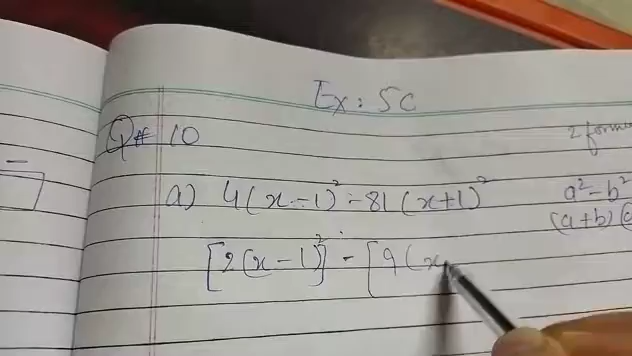 Ex: 5C
Q# 10
2 form
a) 4(x-1)² - 81(x+1)²
a²-b²
(a+b)(
[2(x-1)]² - [9(x